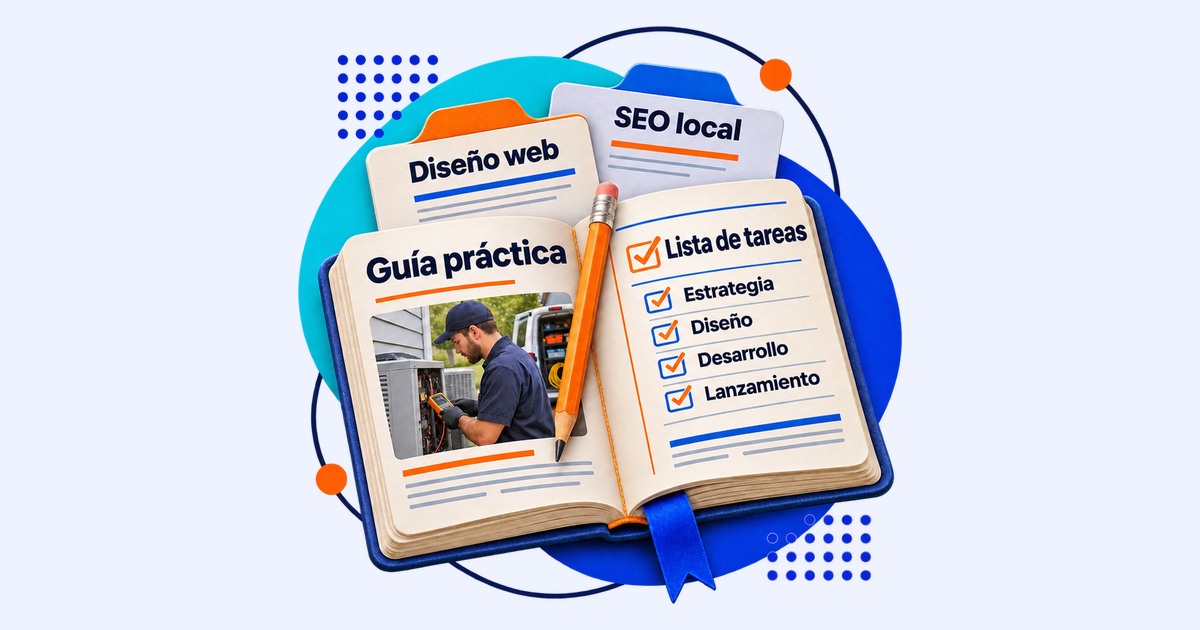 Diseño web
SEO local
Guía práctica
Lista de tareas
Estrategia
Diseño
Desarrollo
Lanzamiento